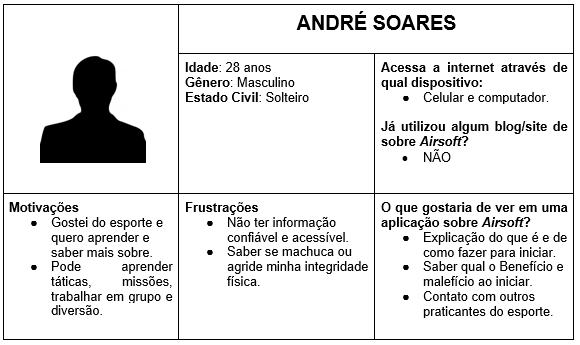 ANDRÉ SOARES
Idade: 28 anos
Gênero: Masculino
Estado Civil: Solteiro
Acessa a internet através de
qual dispositivo:
● Celular e computador.
Já utilizou algum blog/site de
sobre Airsoft?
● NÃO
Motivações
● Gostei do esporte e
quero aprender e
saber mais sobre.
● Pode aprender
táticas, missões,
trabalhar em grupo e
diversão.
Frustrações
● Não ter informação
confiável e acessível.
● Saber se machuca ou
agride minha integridade
física.
O que gostaria de ver em uma
aplicação sobre Airsoft?
● Explicação do que é e de
como fazer para iniciar.
● Saber qual o Benefício e
malefício ao iniciar.
● Contato com outros
praticantes do esporte.